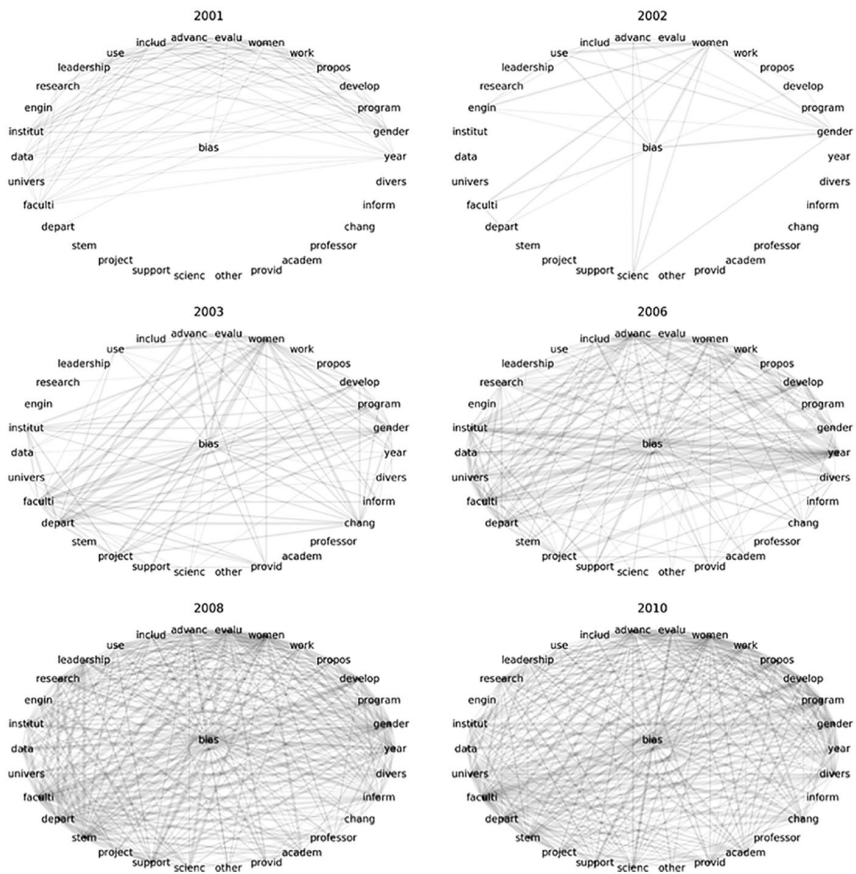 2001
advanc evalu
includ women
use work
leadership propos
research develop
engin program
institut gender
bias
data year
univers divers
faculti inform
depart chang
stem professor
project academ
support provid
scienc other
2002
advanc evalu
includ women
use work
leadership propos
research develop
engin program
institut gender
bias
data year
univers divers
faculti inform
depart chang
stem professor
project academ
support provid
scienc other
2003
advanc evalu
includ women
use work
leadership propos
research develop
engin program
institut gender
bias
data year
univers divers
faculti inform
depart chang
stem professor
project academ
support provid
scienc other
2006
advanc evalu
includ women
use work
leadership propos
research develop
engin program
institut gender
bias
data year
univers divers
faculti inform
depart chang
stem professor
project academ
support provid
scienc other
2008
advanc evalu
includ women
use work
leadership propos
research develop
engin program
institut gender
bias
data year
univers divers
faculti inform
depart chang
stem professor
project academ
support provid
scienc other
2010
advanc evalu
includ women
use work
leadership propos
research develop
engin program
institut gender
bias
data year
univers divers
faculti inform
depart chang
stem professor
project academ
support provid
scienc other